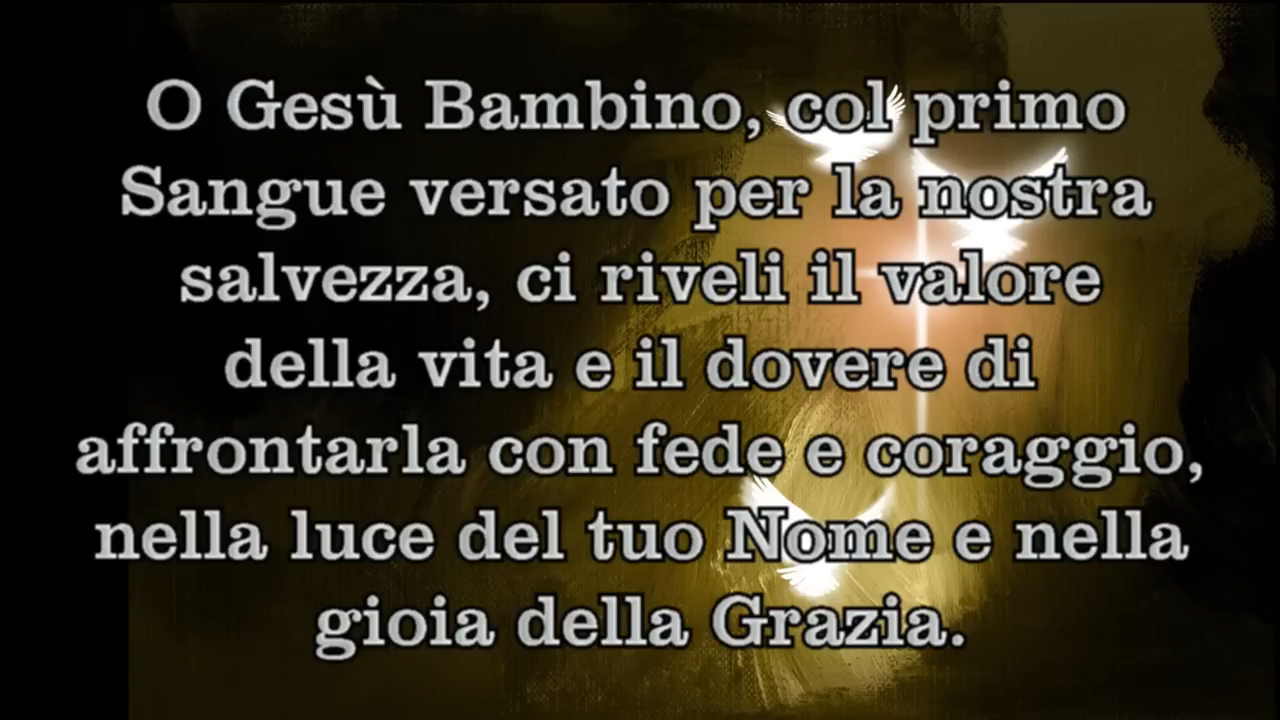 O Gesù Bambino, col primo
Sangue versato per la nostra
salvezza, ci riveli il valore
della vita e il dovere di
affrontarla con fede e coraggio,
nella luce del tuo Nome e nella
gioia della Grazia.